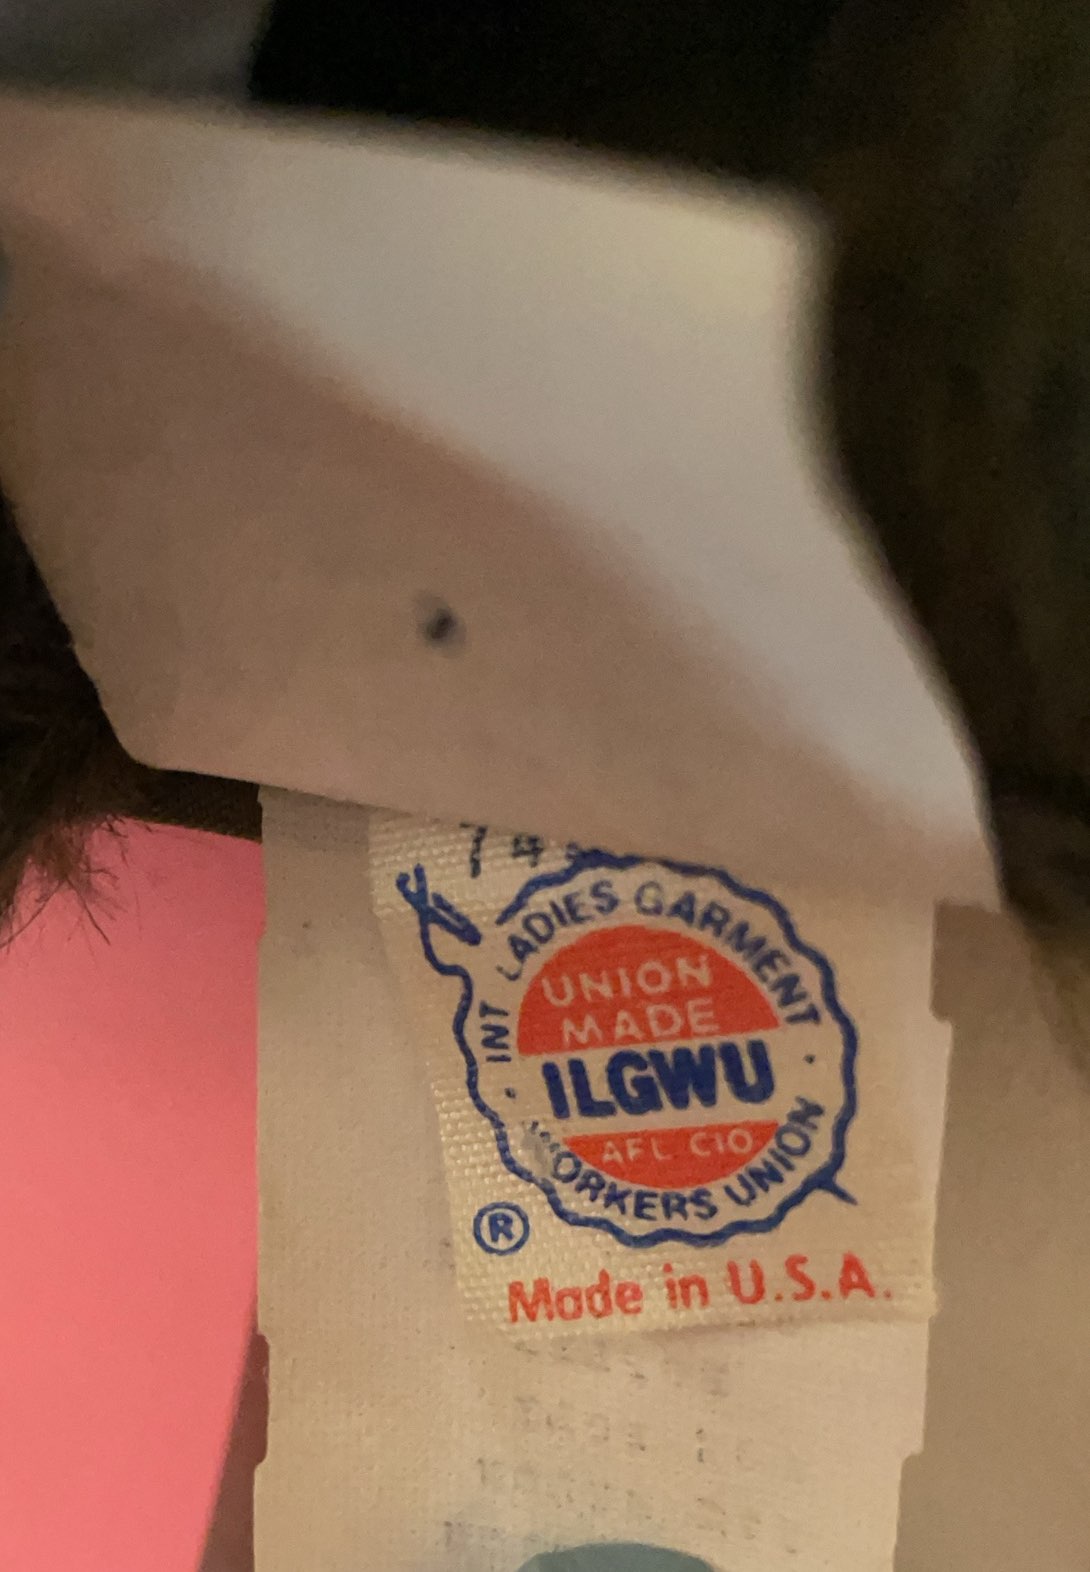 INT LADIES GARMENT
UNION
MADE
ILGWU
AFL CIO
WORKERS UNION
®
Made in U.S.A.